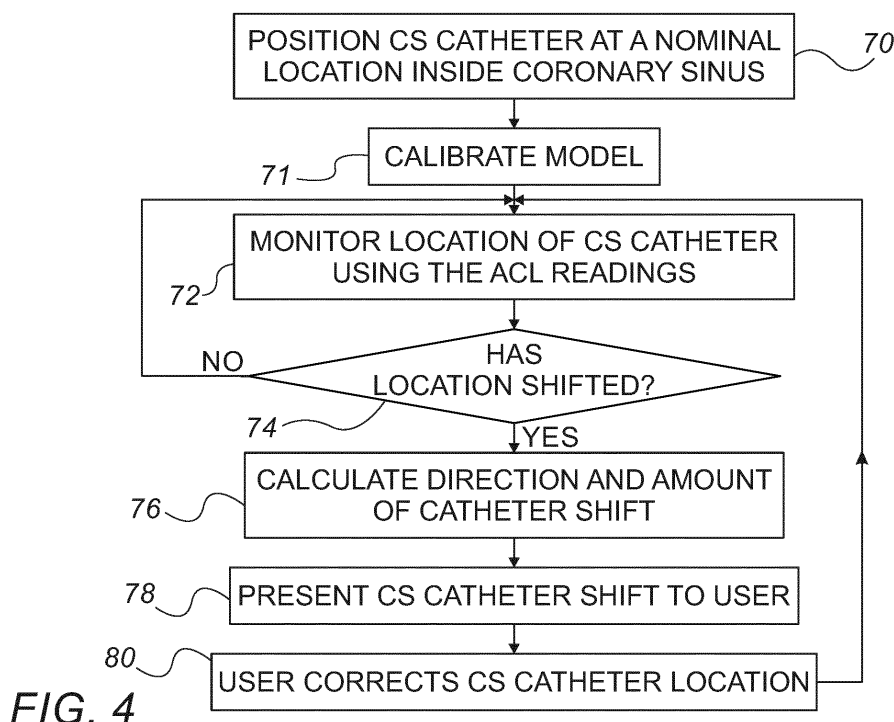 POSITION CS CATHETER AT A NOMINAL
LOCATION INSIDE CORONARY SINUS
70
CALIBRATE MODEL
71
MONITOR LOCATION OF CS CATHETER
USING THE ACL READINGS
72
HAS
LOCATION SHIFTED?
NO
74
YES
CALCULATE DIRECTION AND AMOUNT
OF CATHETER SHIFT
76
PRESENT CS CATHETER SHIFT TO USER
78
USER CORRECTS CS CATHETER LOCATION
80
FIG. 4